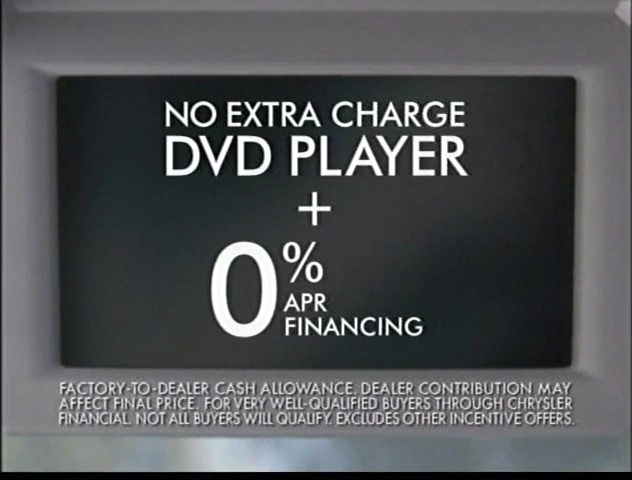 NO EXTRA CHARGE
DVD PLAYER
+
0%
APR
FINANCING
FACTORY-TO-DEALER CASH ALLOWANCE. DEALER CONTRIBUTION MAY
AFFECT FINAL PRICE. FOR VERY WELL-QUALIFIED BUYERS THROUGH CHRYSLER
FINANCIAL. NOT ALL BUYERS WILL QUALIFY. EXCLUDES OTHER INCENTIVE OFFERS.